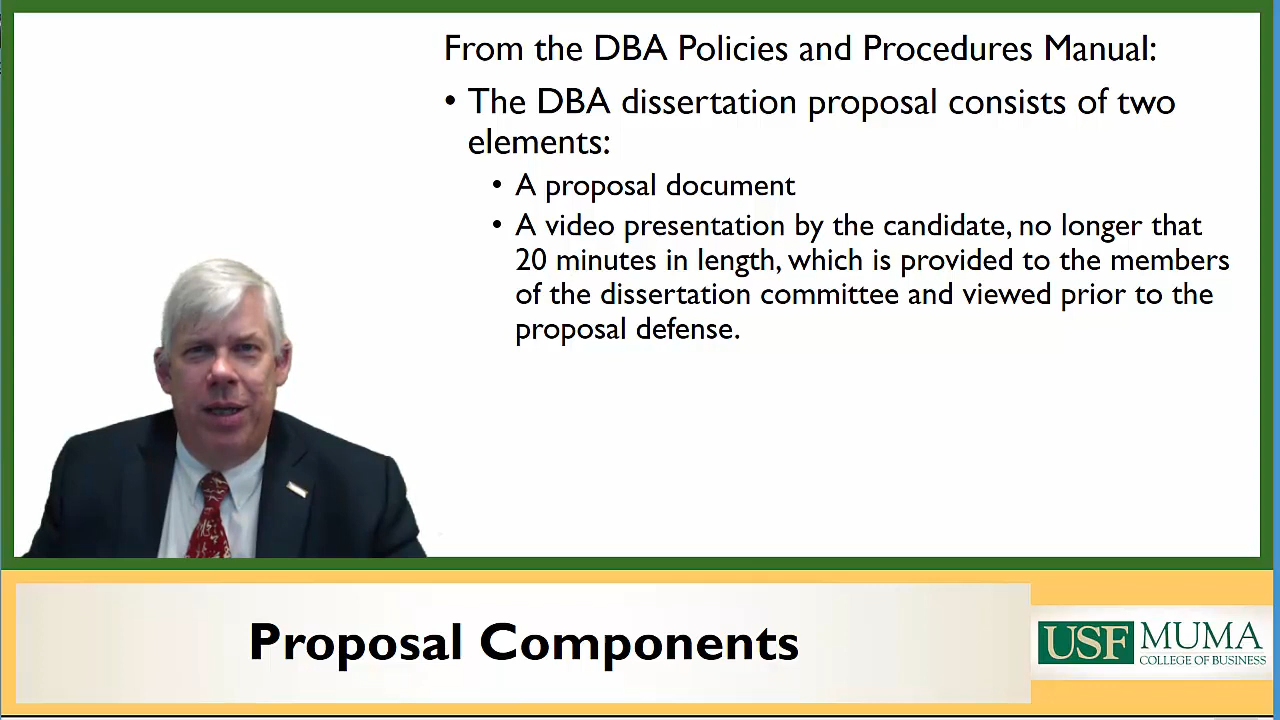 From the DBA Policies and Procedures Manual:
• The DBA dissertation proposal consists of two
elements:
• A proposal document
• A video presentation by the candidate, no longer that
20 minutes in length, which is provided to the members
of the dissertation committee and viewed prior to the
proposal defense.
Proposal Components
USF MUMA
COLLEGE OF BUSINESS